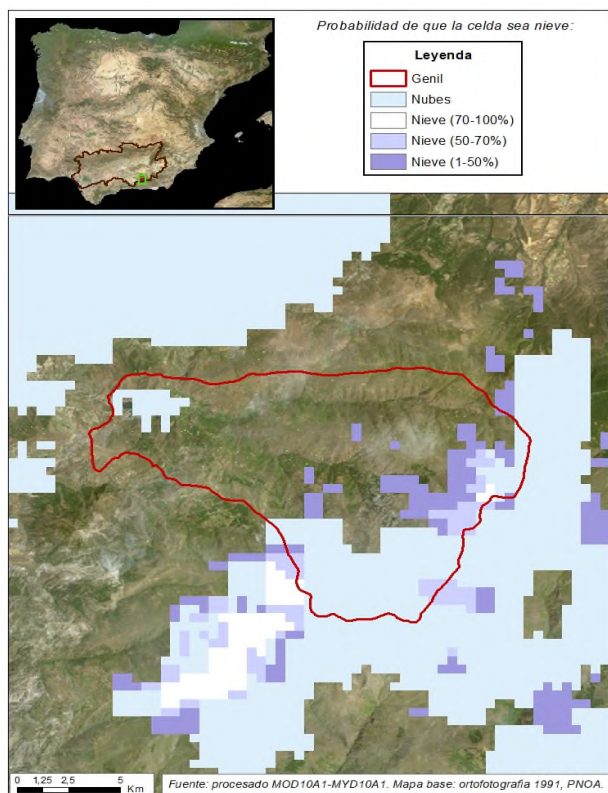 Probabilidad de que la celda sea nieve:
Leyenda
Genil
Nubes
Nieve (70-100%)
Nieve (50-70%)
Nieve (1-50%)
0 1,25 2,5 5
Km
Fuente: procesado MOD10A1-MYD10A1. Mapa base: ortofotografia 1991, PNOA.